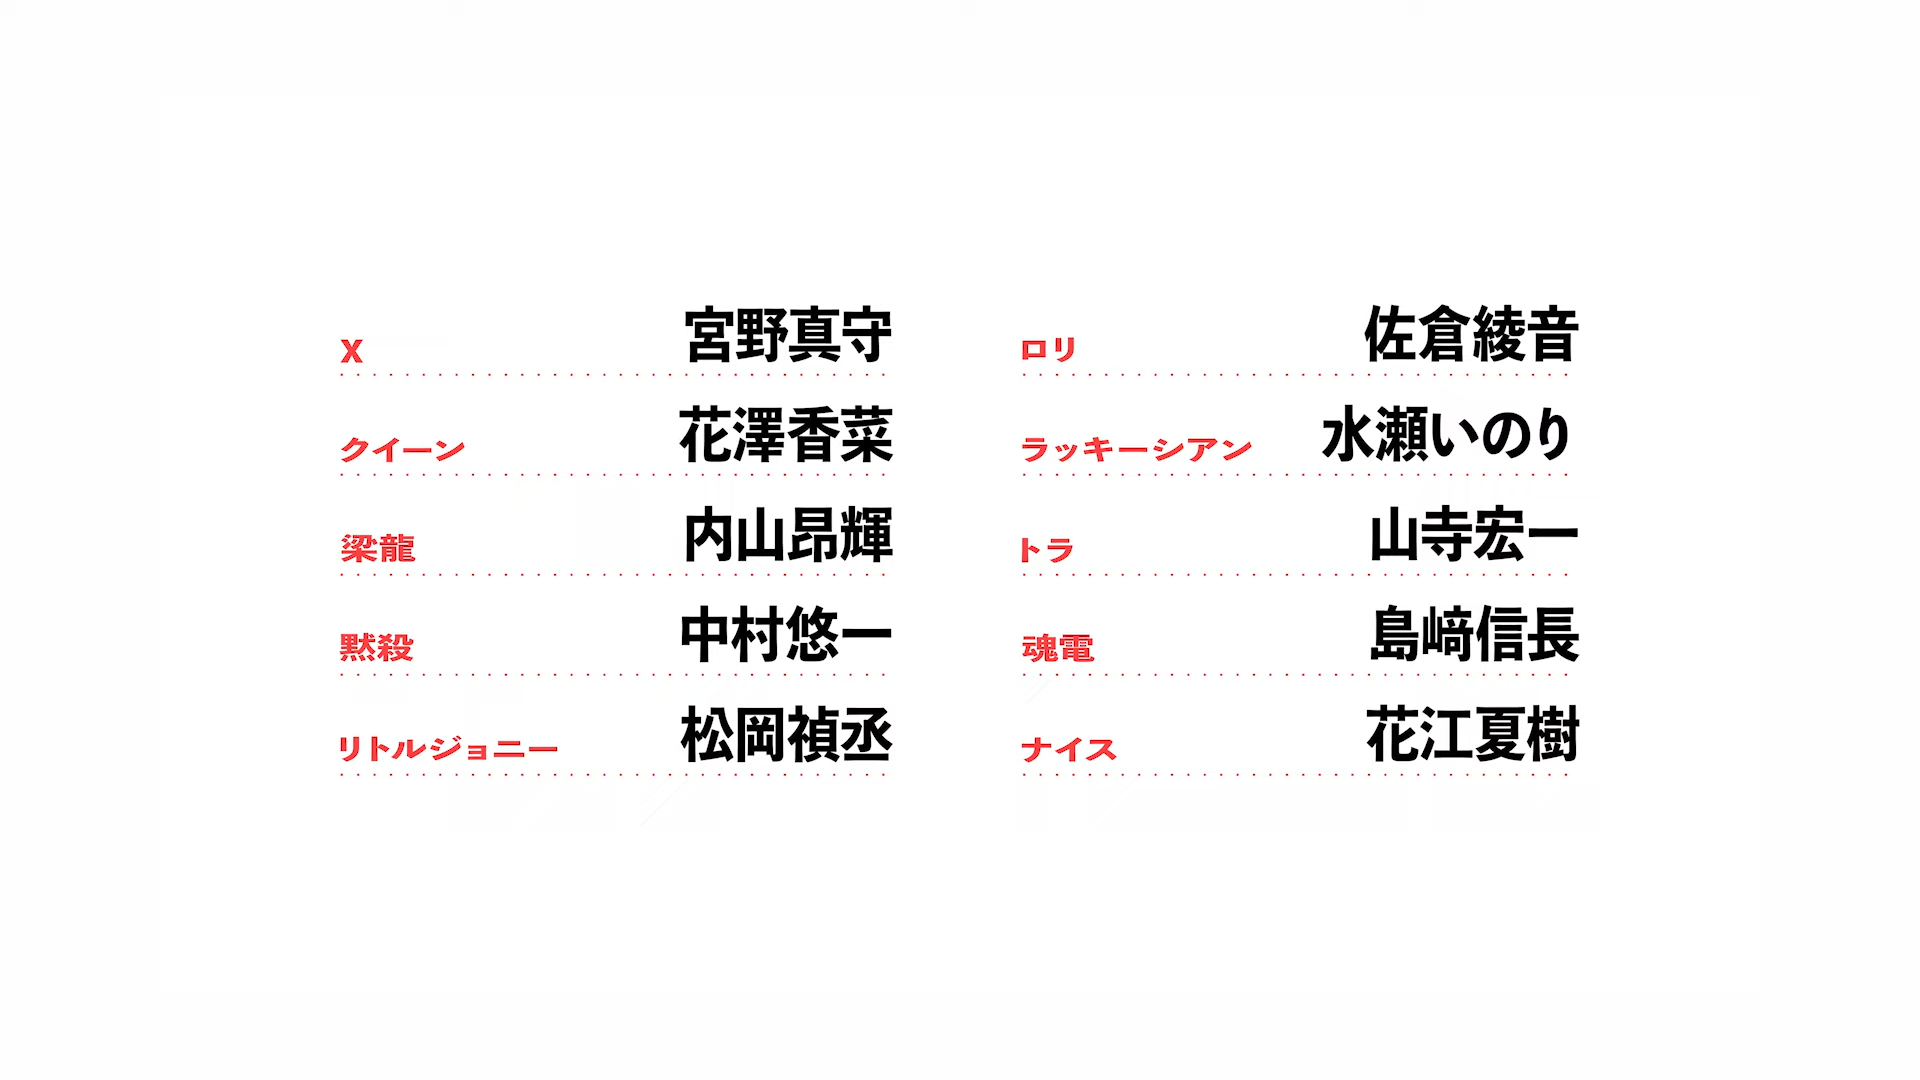 X 宮野真守
クイーン 花澤香菜
梁龍 内山昂輝
黙殺 中村悠一
リトルジョニー 松岡禎丞
ロリ 佐倉綾音
ラッキーシアン 水瀬いのり
トラ 山寺宏一
魂電 島﨑信長
ナイス 花江夏樹